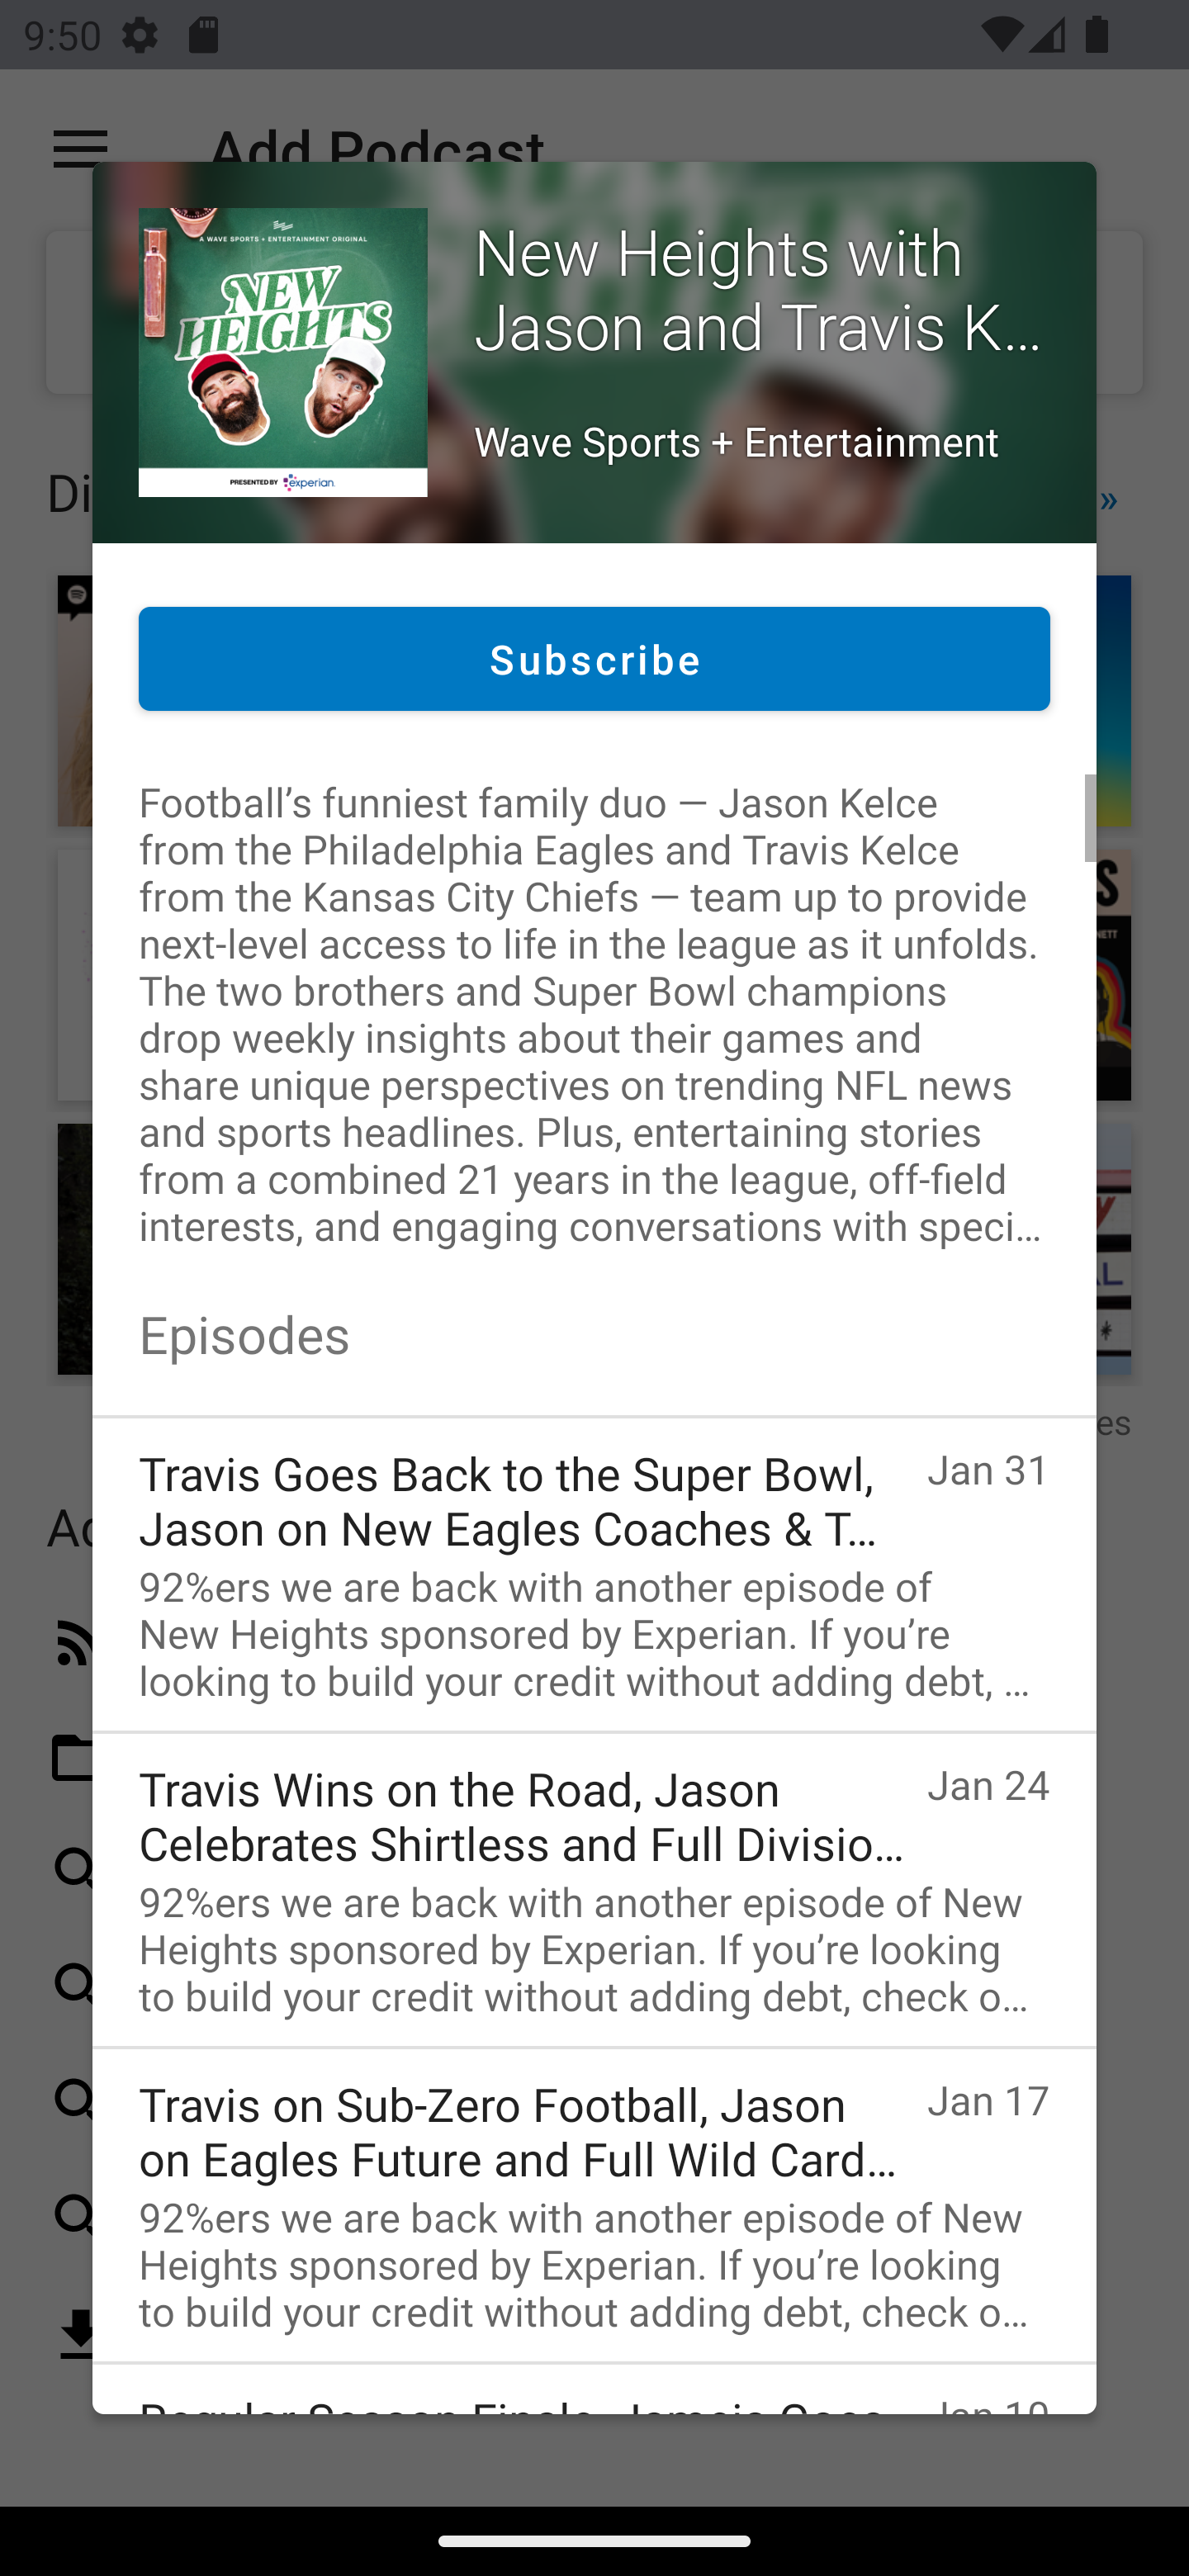 9:50
Add Podcast
A WAVE SPORTS + ENTERTAINMENT ORIGINAL
NEW
HEIGHTS
PRESENTED BY experian.
New Heights with
Jason and Travis K…
Wave Sports + Entertainment
Di
»
Subscribe
Football’s funniest family duo — Jason Kelce
from the Philadelphia Eagles and Travis Kelce
from the Kansas City Chiefs — team up to provide
next-level access to life in the league as it unfolds.
The two brothers and Super Bowl champions
drop weekly insights about their games and
share unique perspectives on trending NFL news
and sports headlines. Plus, entertaining stories
from a combined 21 years in the league, off-field
interests, and engaging conversations with speci…
S
NETT
L
Episodes
es
Travis Goes Back to the Super Bowl,
Jason on New Eagles Coaches & T…
Jan 31
92%ers we are back with another episode of
New Heights sponsored by Experian. If you’re
looking to build your credit without adding debt, …
Travis Wins on the Road, Jason
Celebrates Shirtless and Full Divisio…
Jan 24
92%ers we are back with another episode of New
Heights sponsored by Experian. If you’re looking
to build your credit without adding debt, check o…
Travis on Sub-Zero Football, Jason
on Eagles Future and Full Wild Card…
Jan 17
92%ers we are back with another episode of New
Heights sponsored by Experian. If you’re looking
to build your credit without adding debt, check o…
Regular Season Finale, Jameis Goes
Jan 10